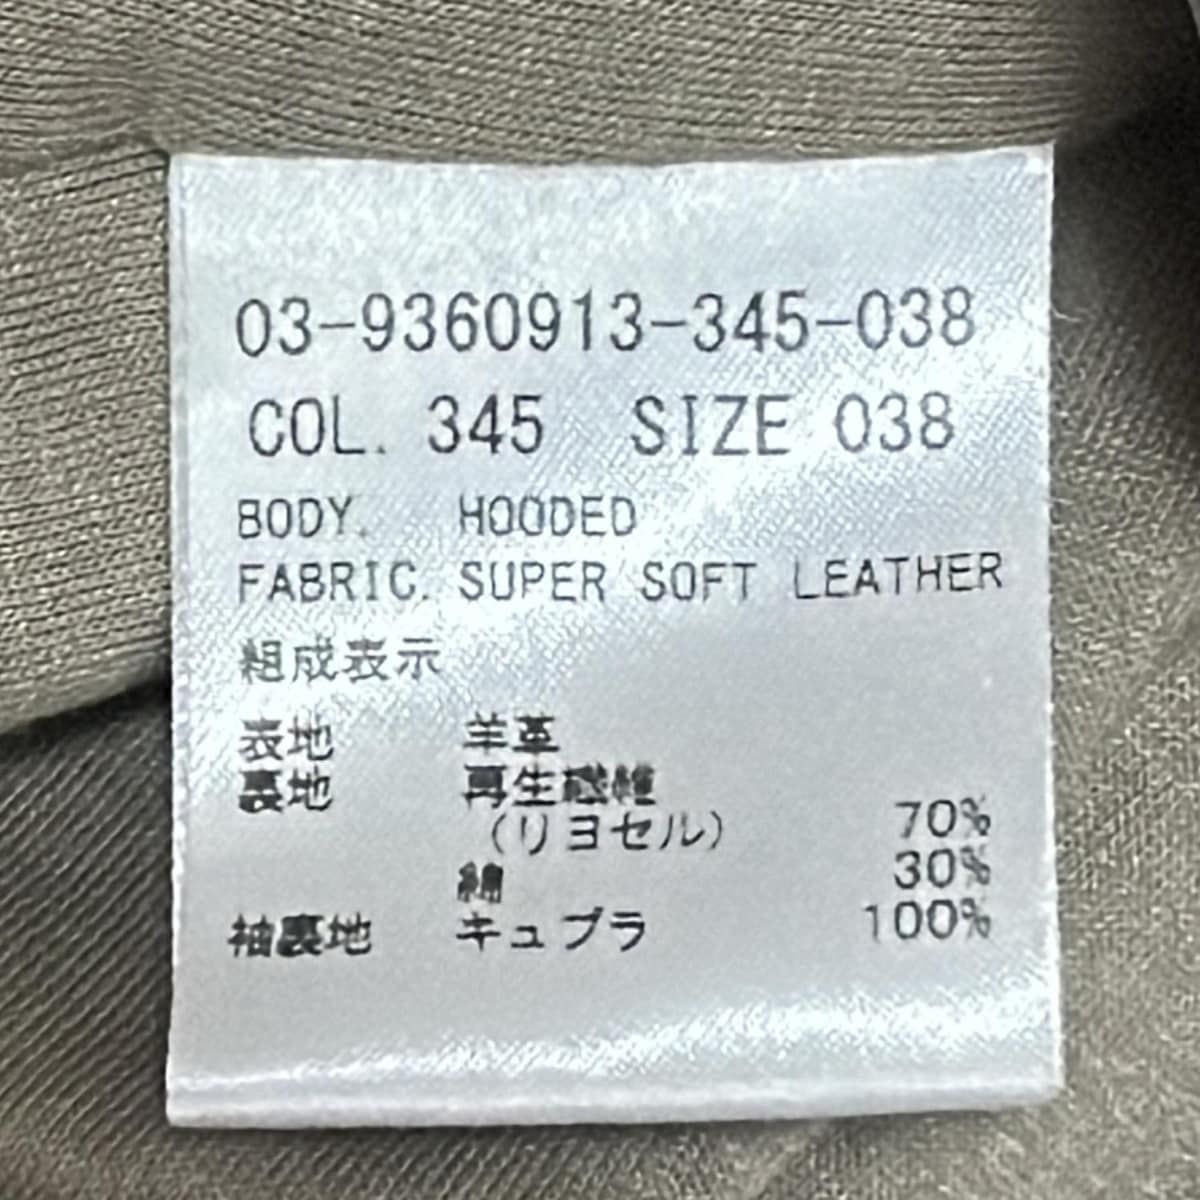 03-9360913-345-038
COL. 345 SIZE 038
BODY. HOODED
FABRIC. SUPER SOFT LEATHER
組成表示
表地 羊革
裏地 再生繊維
(リヨセル) 70%
綿 30%
袖裏地 キュプラ 100%